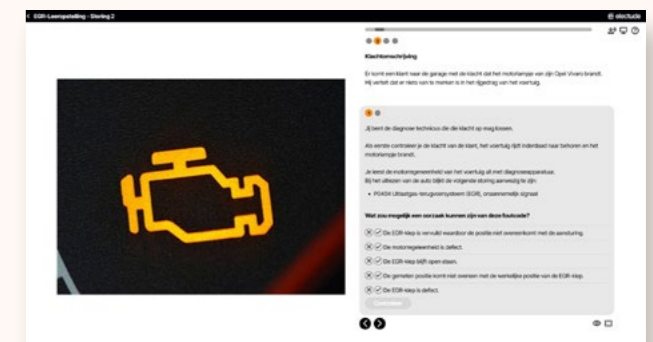 EGR-Leeropstelling - Storing 2
electude
Klachtomschrijving
Er komt een klant naar de garage met de klacht dat het motorlampje van zijn Opel Vivaro brandt.
Hij vertelt dat er niets van te merken is in het rijgedrag van het voertuig.
Jij bent de diagnose technicus die die klacht op mag lossen.
Als eerste controleer je de klacht van de klant, het voertuig rijdt inderdaad naar behoren en het
motorlampje brandt.
Je leest de motorregeleenheid van het voertuig uit met diagnoseapparatuur.
Bij het uitlezen van de auto blijkt de volgende storing aanwezig te zijn:
• Uitlaatgas-terugvoersysteem (EGR), onaannemelijk signaal
Wat zou mogelijk een oorzaak kunnen zijn van deze foutcode?
De EGR-klep is vervuild waardoor de positie niet overeenkomt met de aansturing.
De motorregeleenheid is defect.
De EGR-klep blijft open staan.
De gemeten positie komt niet overeen met de werkelijke positie van de EGR-klep.
De EGR-klep is defect.
Controleer